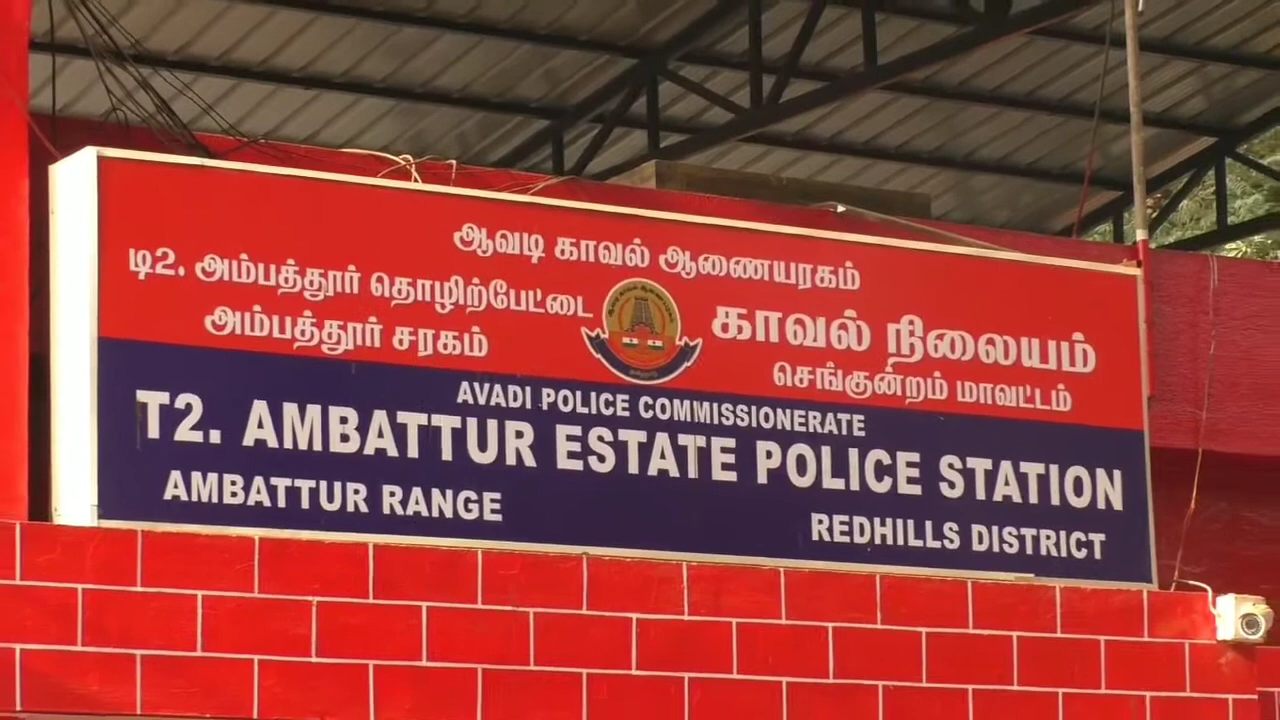 ஆவடி காவல் ஆணையரகம்
டி2. அம்பத்தூர் தொழிற்பேட்டை காவல் நிலையம்
அம்பத்தூர் சரகம் செங்குன்றம் மாவட்டம்
AVADI POLICE COMMISSIONERATE
T2. AMBATTUR ESTATE POLICE STATION
AMBATTUR RANGE REDHILLS DISTRICT